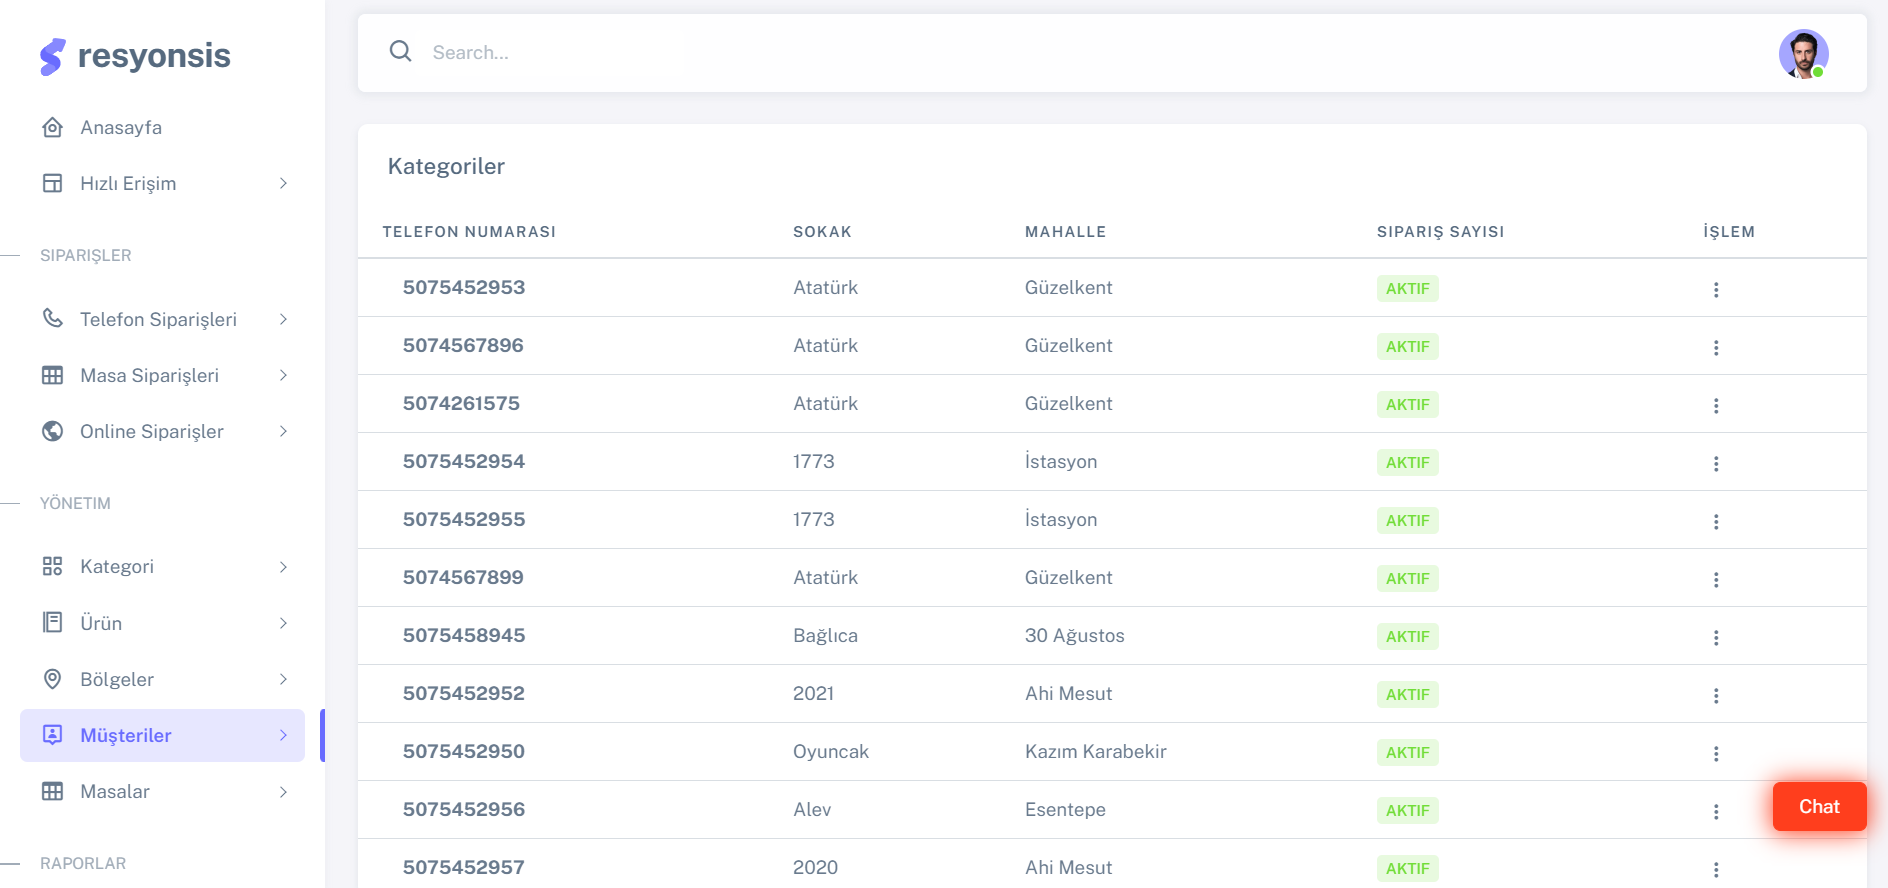 resyonsis
Anasayfa
Hızlı Erişim
SIPARIŞLER
Telefon Siparişleri
Masa Siparişleri
Online Siparişler
YÖNETIM
Kategori
Ürün
Bölgeler
Müşteriler
Masalar
RAPORLAR
Search...
Kategoriler
TELEFON NUMARASI SOKAK MAHALLE SIPARIŞ SAYISI İŞLEM
5075452953 Atatürk Güzelkent AKTIF
5074567896 Atatürk Güzelkent AKTIF
5074261575 Atatürk Güzelkent AKTIF
5075452954 1773 İstasyon AKTIF
5075452955 1773 İstasyon AKTIF
5074567899 Atatürk Güzelkent AKTIF
5075458945 Bağlıca 30 Ağustos AKTIF
5075452952 2021 Ahi Mesut AKTIF
5075452950 Oyuncak Kazım Karabekir AKTIF
5075452956 Alev Esentepe AKTIF
5075452957 2020 Ahi Mesut AKTIF
Chat